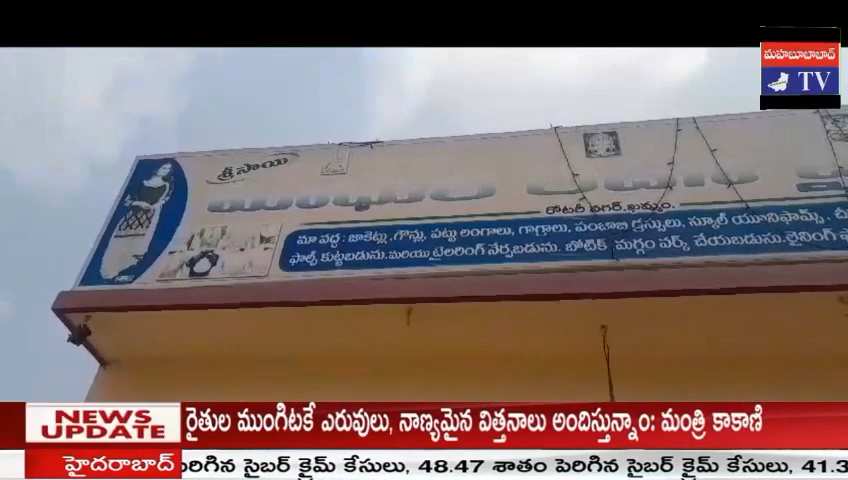 మహబూబాబాద్
TV
శ్రీ సాయి
రోటరీ నగర్, ఖమ్మం.
మా వద్ద : జాకెట్లు, గౌన్లు, పట్టు లంగాలు, గాగ్రాలు, పంజాబి డ్రస్సులు, స్కూల్ యూనిఫామ్స్,
ఫాల్స్ కుట్టబడును. మరియు టైలరింగ్ నేర్పబడును. బోటిక్ మగ్గం వర్క్ చేయబడును. లైనింగ్
NEWS
UPDATE
రైతుల ముంగిటకే ఎరువులు, నాణ్యమైన విత్తనాలు అందిస్తున్నాం: మంత్రి కాకాణి
హైదరాబాద్
పెరిగిన సైబర్ క్రైమ్ కేసులు, 48.47 శాతం పెరిగిన సైబర్ క్రైమ్ కేసులు, 41.3